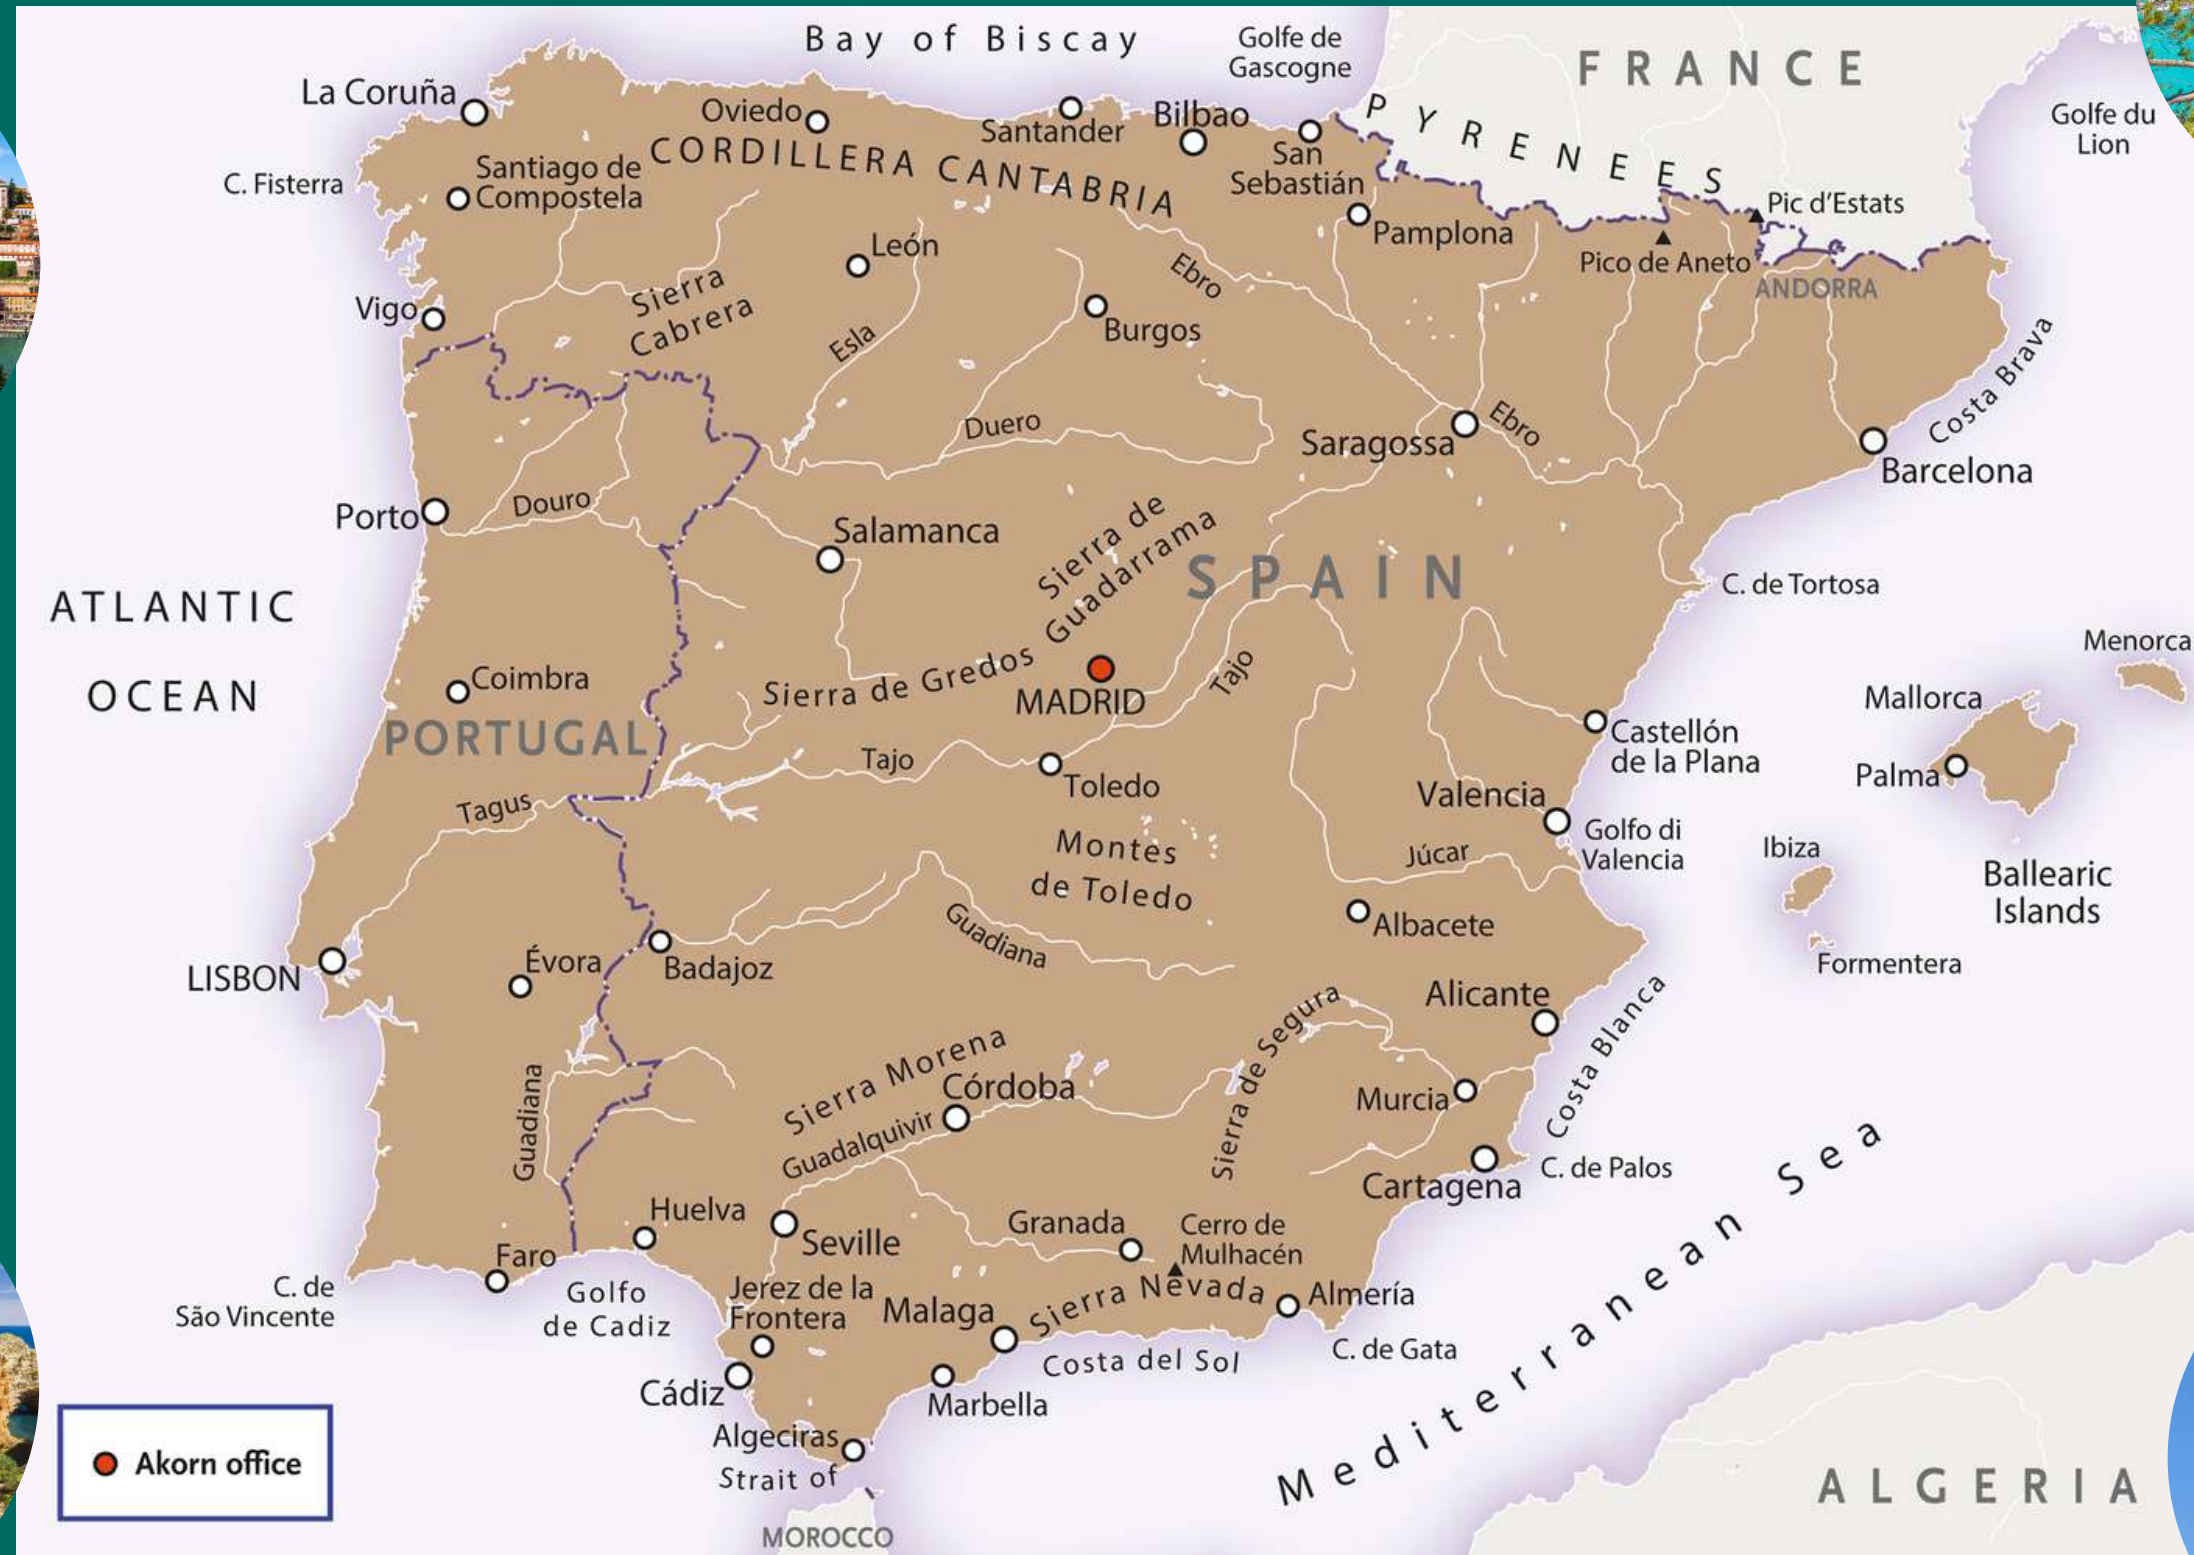 Bay of Biscay
Golfe de
Gascogne
FRANCE
La Coruña
Oviedo
Santander
Bilbao
PYRENEES
Golfe du
Lion
CORDILLERA CANTABRIA
San
Sebastián
Santiago de
Compostela
C. Fisterra
Pic d'Estats
Pamplona
Pico de Aneto
ANDORRA
León
Ebro
Sierra
Cabrera
Vigo
Esla
Burgos
Costa Brava
Duero
Saragossa
Ebro
Barcelona
Porto
Douro
Salamanca
Sierra de
Guadarrama
SPAIN
C. de Tortosa
ATLANTIC
OCEAN
Menorca
Mallorca
Coimbra
Sierra de Gredos
MADRID
Tajo
PORTUGAL
Castellón
de la Plana
Palma
Tajo
Toledo
Tagus
Valencia
Golfo di
Valencia
Ibiza
Montes
de Toledo
Júcar
Ballearic
Islands
Albacete
Guadiana
Formentera
LISBON
Évora
Badajoz
Alicante
Costa Blanca
Sierra de Segura
Sierra Morena
Córdoba
Guadiana
Guadalquivir
Murcia
C. de Palos
Cartagena
Mediterranean Sea
Huelva
Seville
Granada
Cerro de
Mulhacén
Faro
C. de
São Vincente
Golfo
de Cadiz
Jerez de la
Frontera
Malaga
Sierra Nevada
Almería
C. de Gata
Costa del Sol
Cádiz
Marbella
Algeciras
Strait of
Akorn office
ALGERIA
MOROCCO